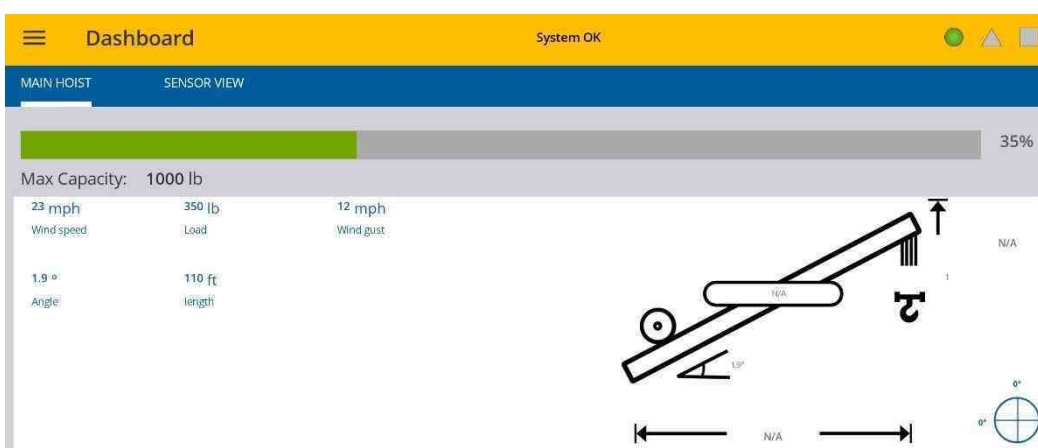 Dashboard
System OK
MAIN HOIST
SENSOR VIEW
35%
Max Capacity: 1000 lb
23 mph
350 lb
12 mph
Wind speed
Load
Wind gust
N/A
1.9 °
110 ft
1
N/A
Angle
length
1.9°
0°
0°
N/A